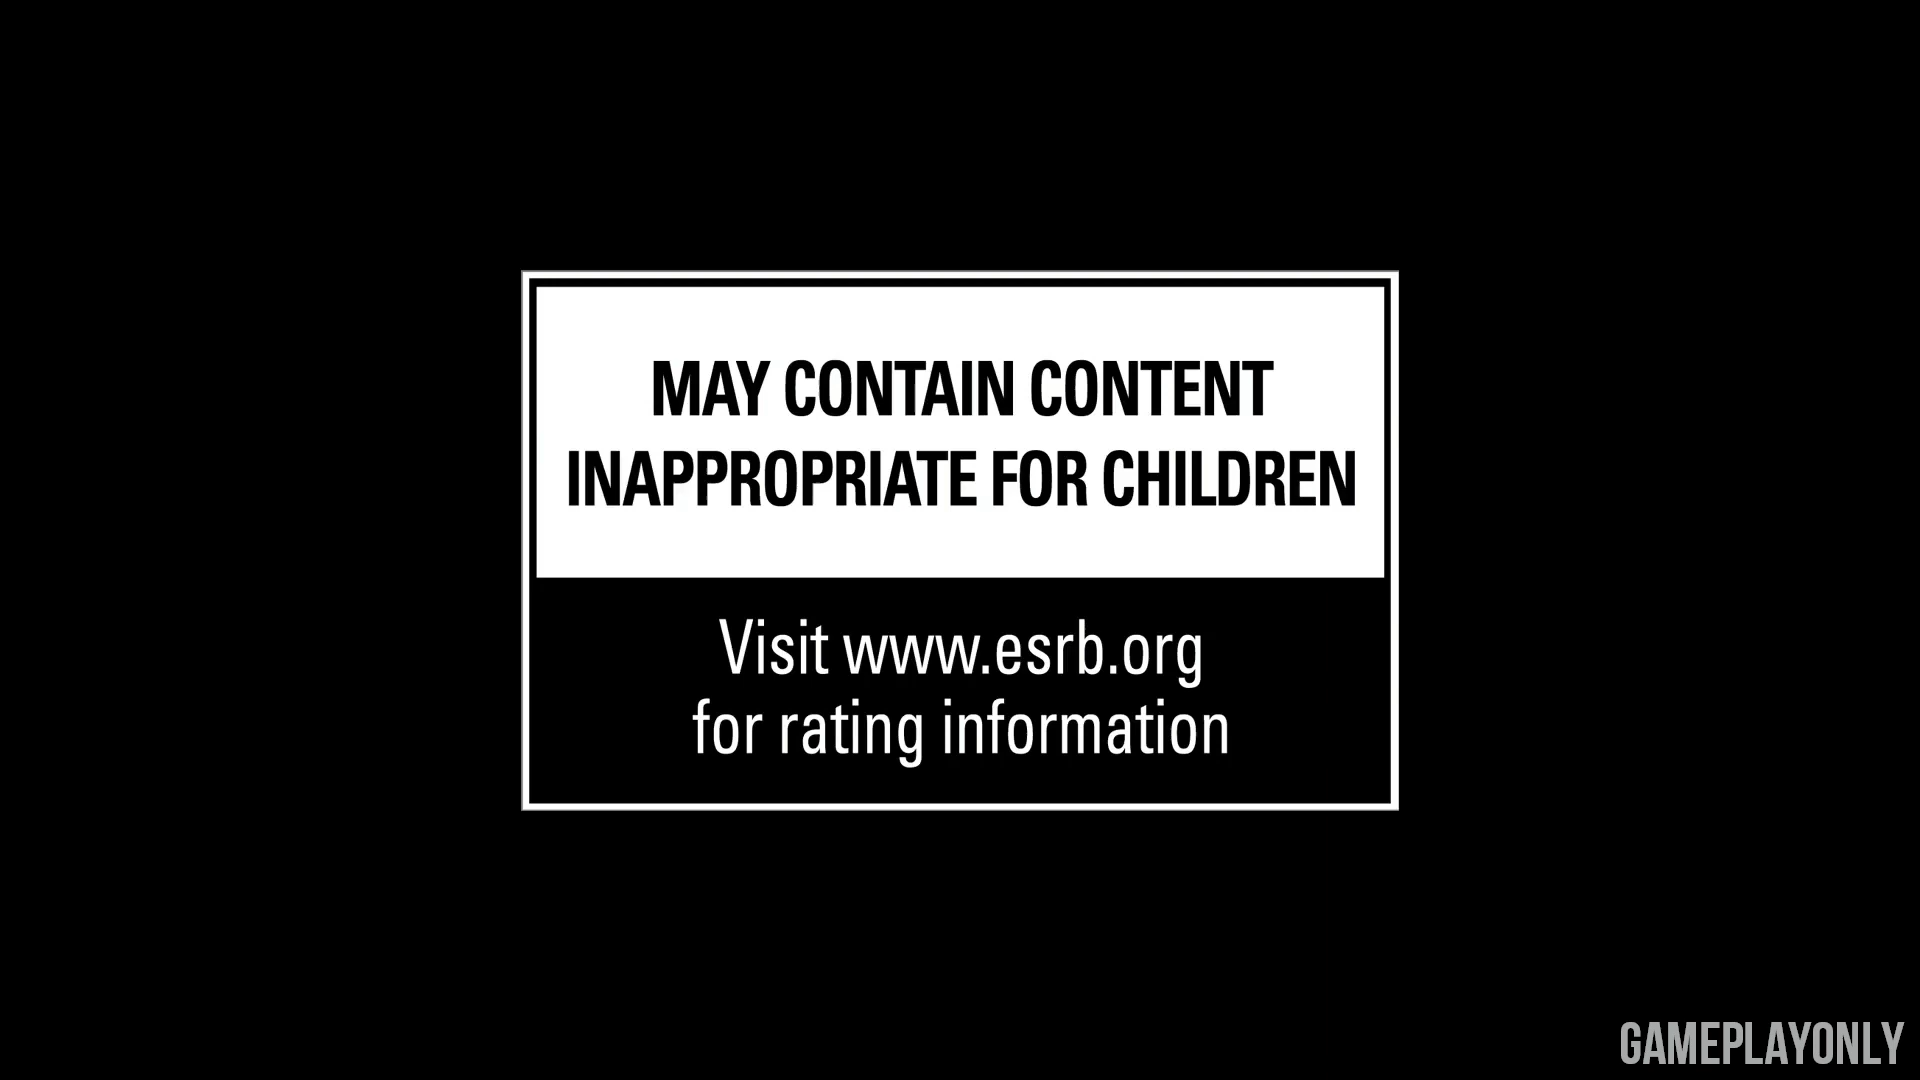 MAY CONTAIN CONTENT
INAPPROPRIATE FOR CHILDREN
Visit www.esrb.org
for rating information
GAMEPLAYONLY